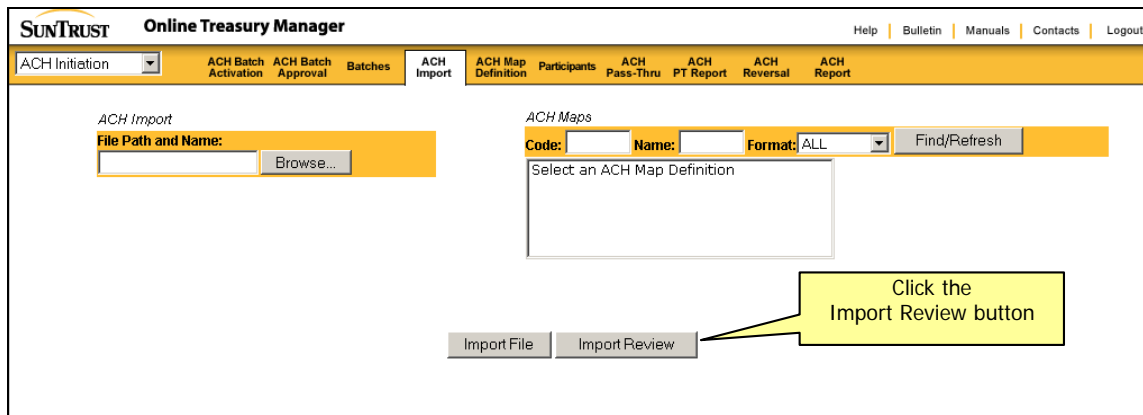 SUNTRUST Online Treasury Manager
Help | Bulletin | Manuals | Contacts | Logout
ACH Initiation
ACH Batch Activation
ACH Batch Approval
Batches
ACH Import
ACH Map Definition
Participants
ACH Pass-Thru
ACH PT Report
ACH Reversal
ACH Report
ACH Import
File Path and Name:
Browse...
ACH Maps
Code: Name: Format: ALL Find/Refresh
Select an ACH Map Definition
Click the
Import Review button
Import File Import Review